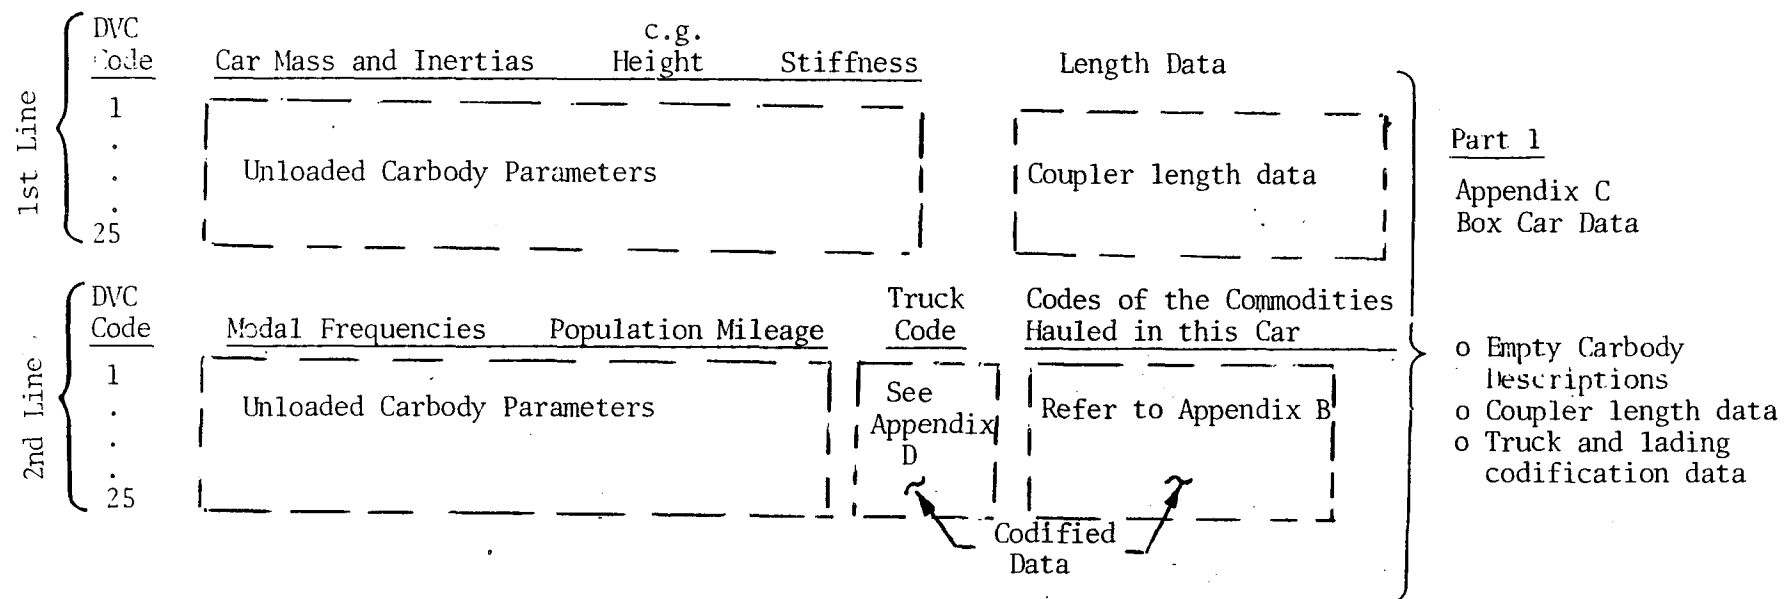 1st Line
DVC
Code
c.g.
Car Mass and Inertias Height Stiffness
Length Data
1
.
.
.
25
Unloaded Carbody Parameters
Coupler length data
Part 1
Appendix C
Box Car Data
2nd Line
DVC
Code
Modal Frequencies Population Mileage
Truck
Code
Codes of the Commodities
Hauled in this Car
1
.
.
.
25
Unloaded Carbody Parameters
See
Appendix
D
Refer to Appendix B
Codified
Data
o Empty Carbody
Descriptions
o Coupler length data
o Truck and lading
codification data